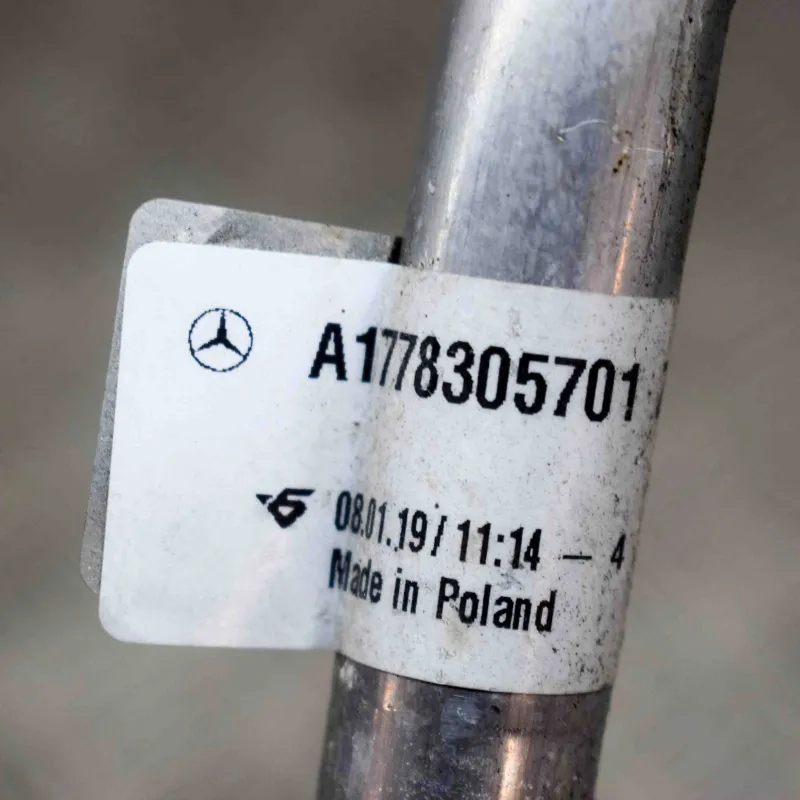 A1778305701
08.01.19/ 11:14 – 4
Made in Poland